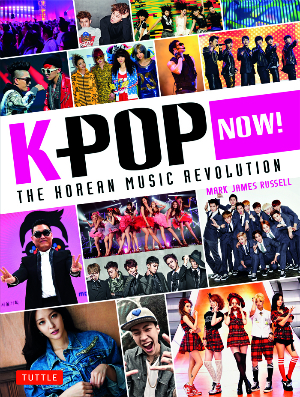 K-POP NOW!
THE KOREAN MUSIC REVOLUTION
MARK JAMES RUSSELL
TUTTLE